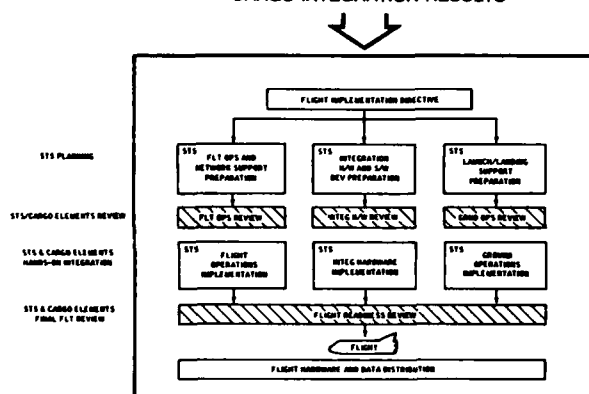 CARGO INTEGRATION RESULTS
FLIGHT IMPLEMENTATION DIRECTIVE
STS PLANNING
STS
FLT OPS AND
NETWORK SUPPORT
PREPARATION
STS
INTEGRATION
H/W AND S/W
DEV PREPARATION
STS
LAUNCH/LANDING
SUPPORT
PREPARATION
STS/CARGO ELEMENTS REVIEW
FLT OPS REVIEW
INTEG H/W REVIEW
GRND OPS REVIEW
STS & CARGO ELEMENTS
HANDS-ON INTEGRATION
STS
FLIGHT
OPERATIONS
IMPLEMENTATION
STS
INTEG HARDWARE
IMPLEMENTATION
STS
GROUND
OPERATIONS
IMPLEMENTATION
STS & CARGO ELEMENTS
FINAL FLT REVIEW
FLIGHT READINESS REVIEW
FLIGHT
FLIGHT HARDWARE AND DATA DISTRIBUTION